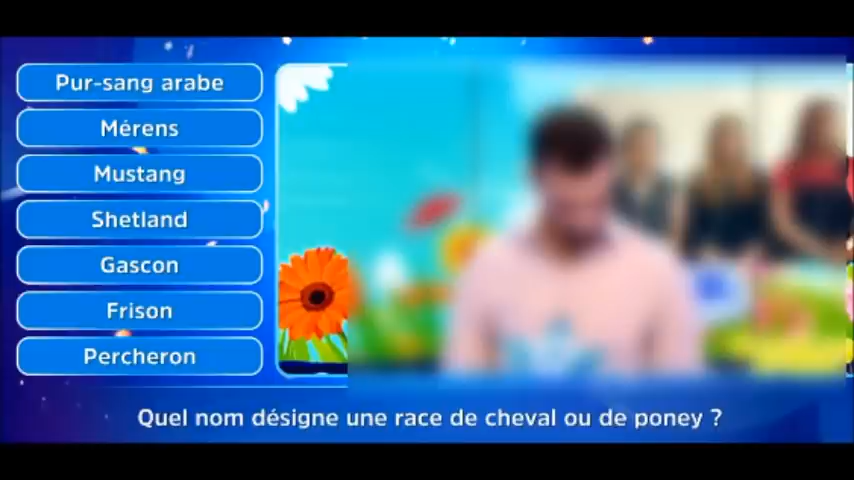 Pur-sang arabe
Mérens
Mustang
Shetland
Gascon
Frison
Percheron
Quel nom désigne une race de cheval ou de poney ?